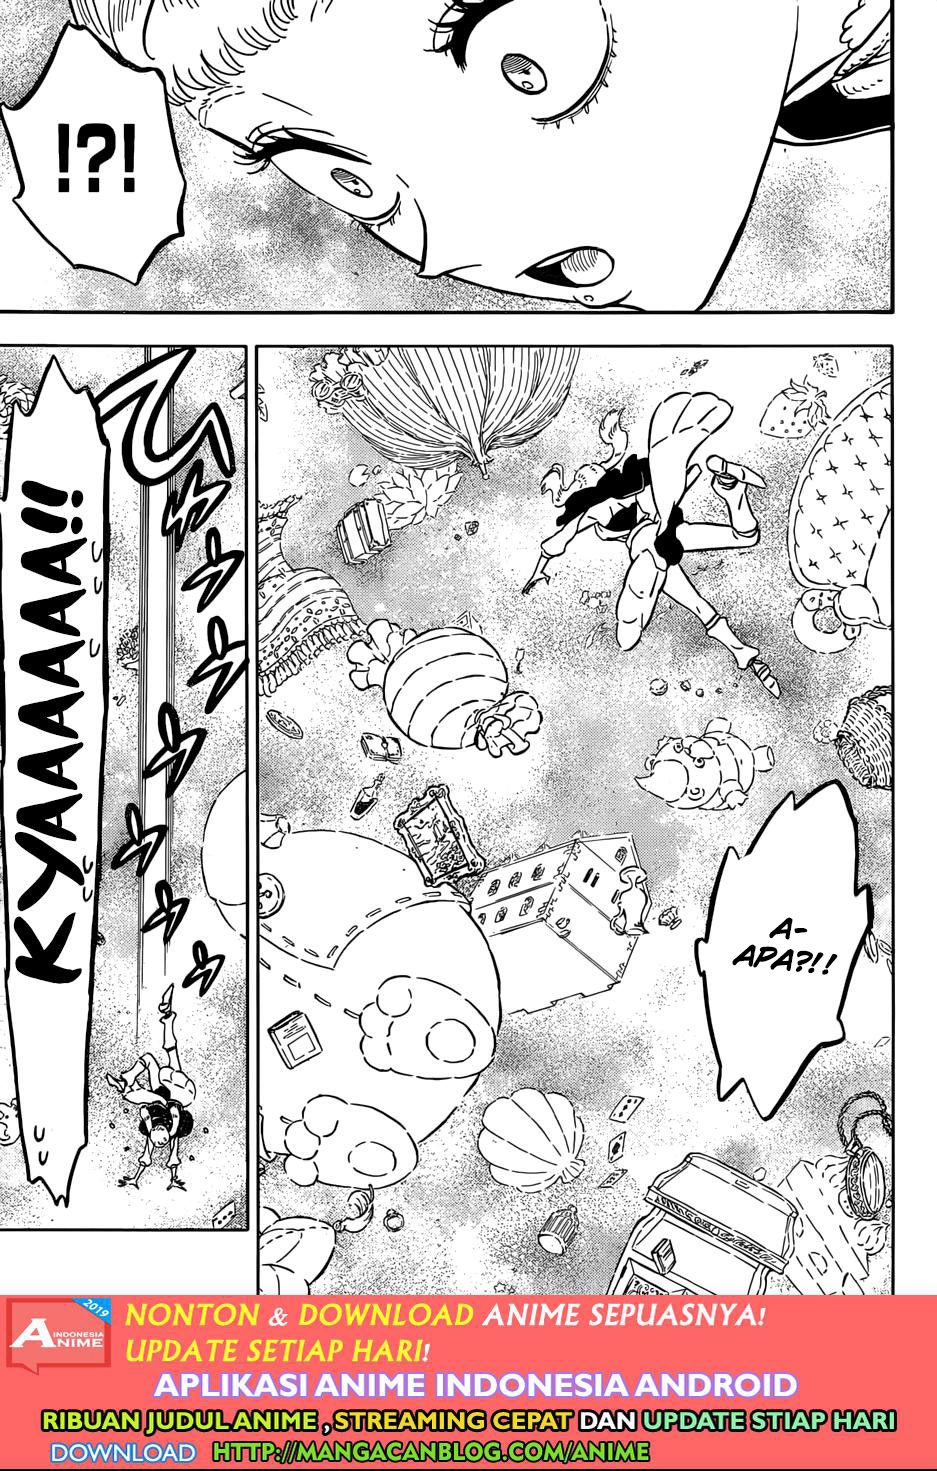 !?!
A-
APA?!!
KYAAAAAAA!!
2019
INDONESIA
ANIME
NONTON & DOWNLOAD ANIME SEPUASNYA!
UPDATE SETIAP HARI!
APLIKASI ANIME INDONESIA ANDROID
RIBUAN JUDUL ANIME , STREAMING CEPAT DAN UPDATE STIAP HARI
DOWNLOAD HTTP://MANGACANBLOG.COM/ANIME